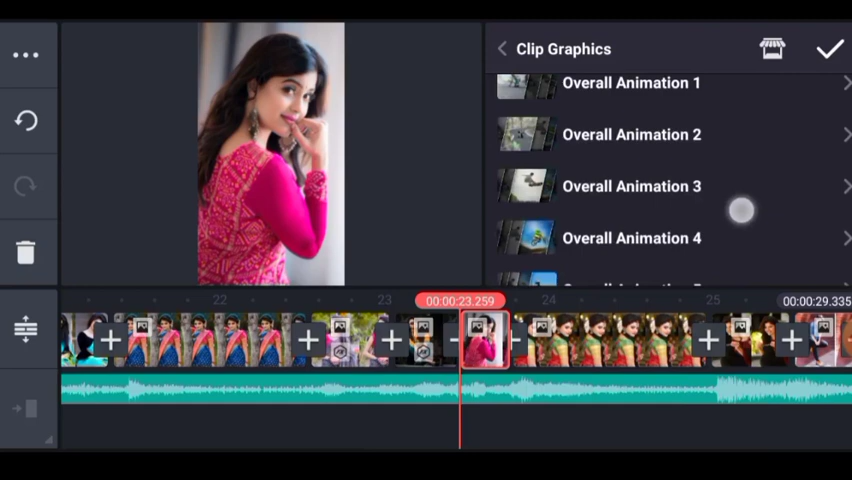 Clip Graphics
Overall Animation 1
Overall Animation 2
Overall Animation 3
Overall Animation 4
22
23
00:00:23.259
24
25
00:00:29.335